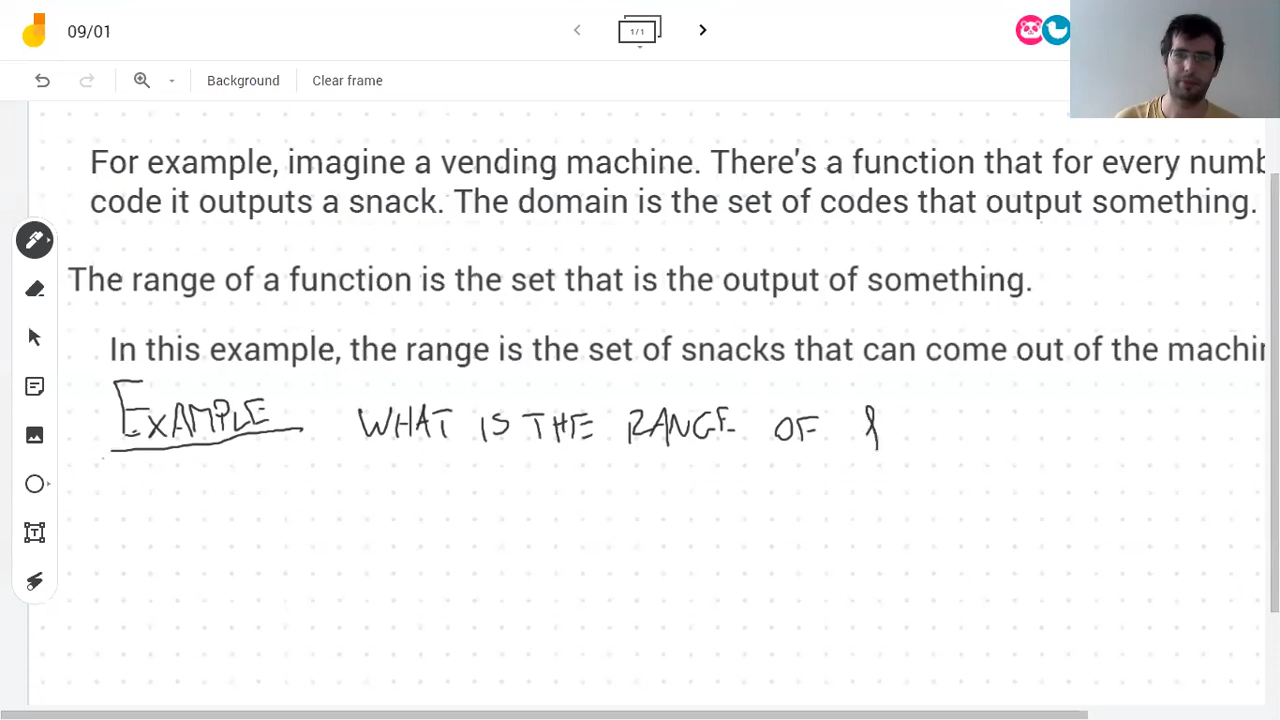 09/01
1/1
Background
Clear frame
For example, imagine a vending machine. There's a function that for every numb
code it outputs a snack. The domain is the set of codes that output something.
The range of a function is the set that is the output of something.
In this example, the range is the set of snacks that can come out of the machin
EXAMPLE WHAT IS THE RANGE OF
T